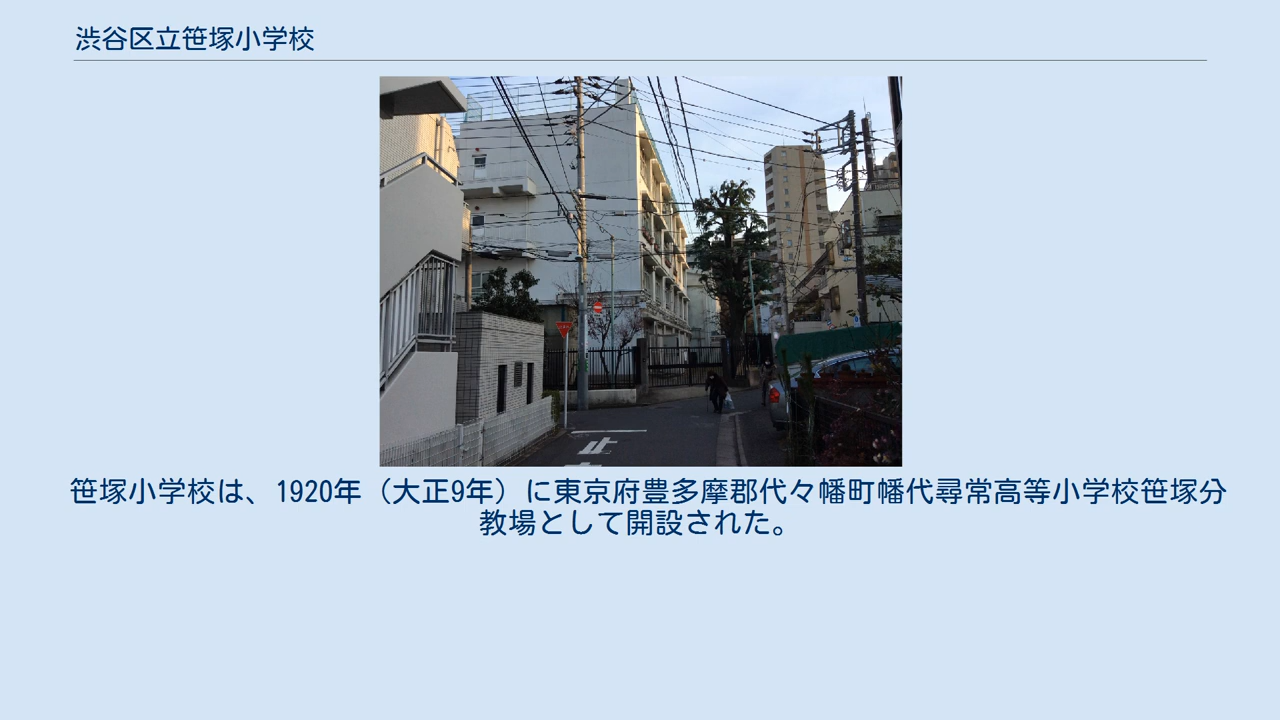 渋谷区立笹塚小学校
笹塚小学校は、1920年（大正9年）に東京府豊多摩郡代々幡町幡代尋常高等小学校笹塚分
教場として開設された。